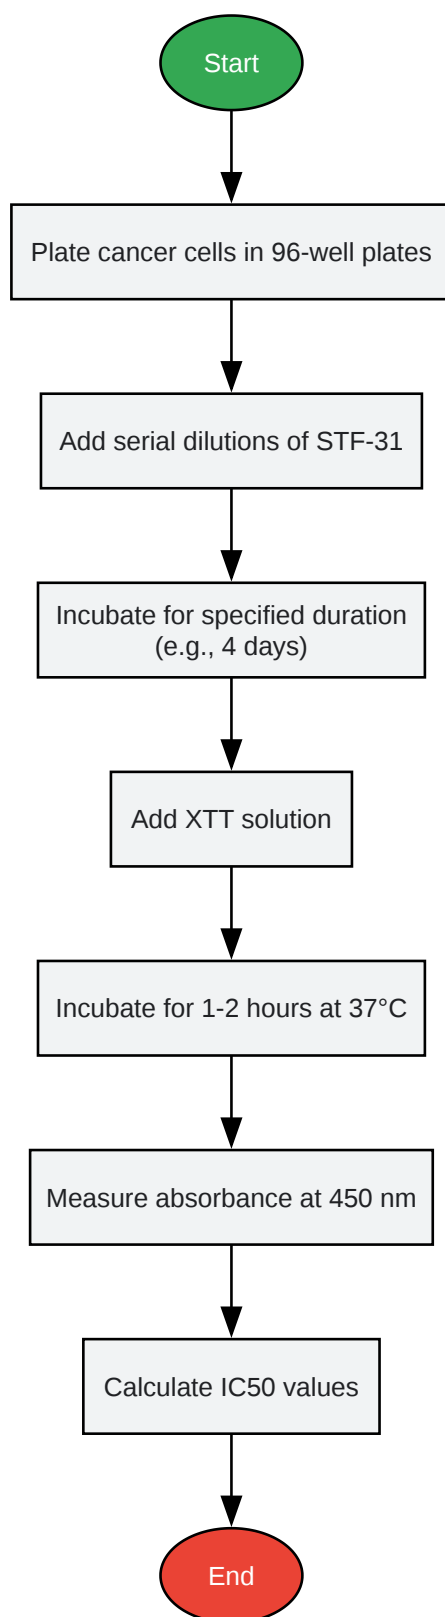 Start
Plate cancer cells in 96-well plates
Add serial dilutions of STF-31
Incubate for specified duration
(e.g., 4 days)
Add XTT solution
Incubate for 1-2 hours at 37°C
Measure absorbance at 450 nm
Calculate IC50 values
End